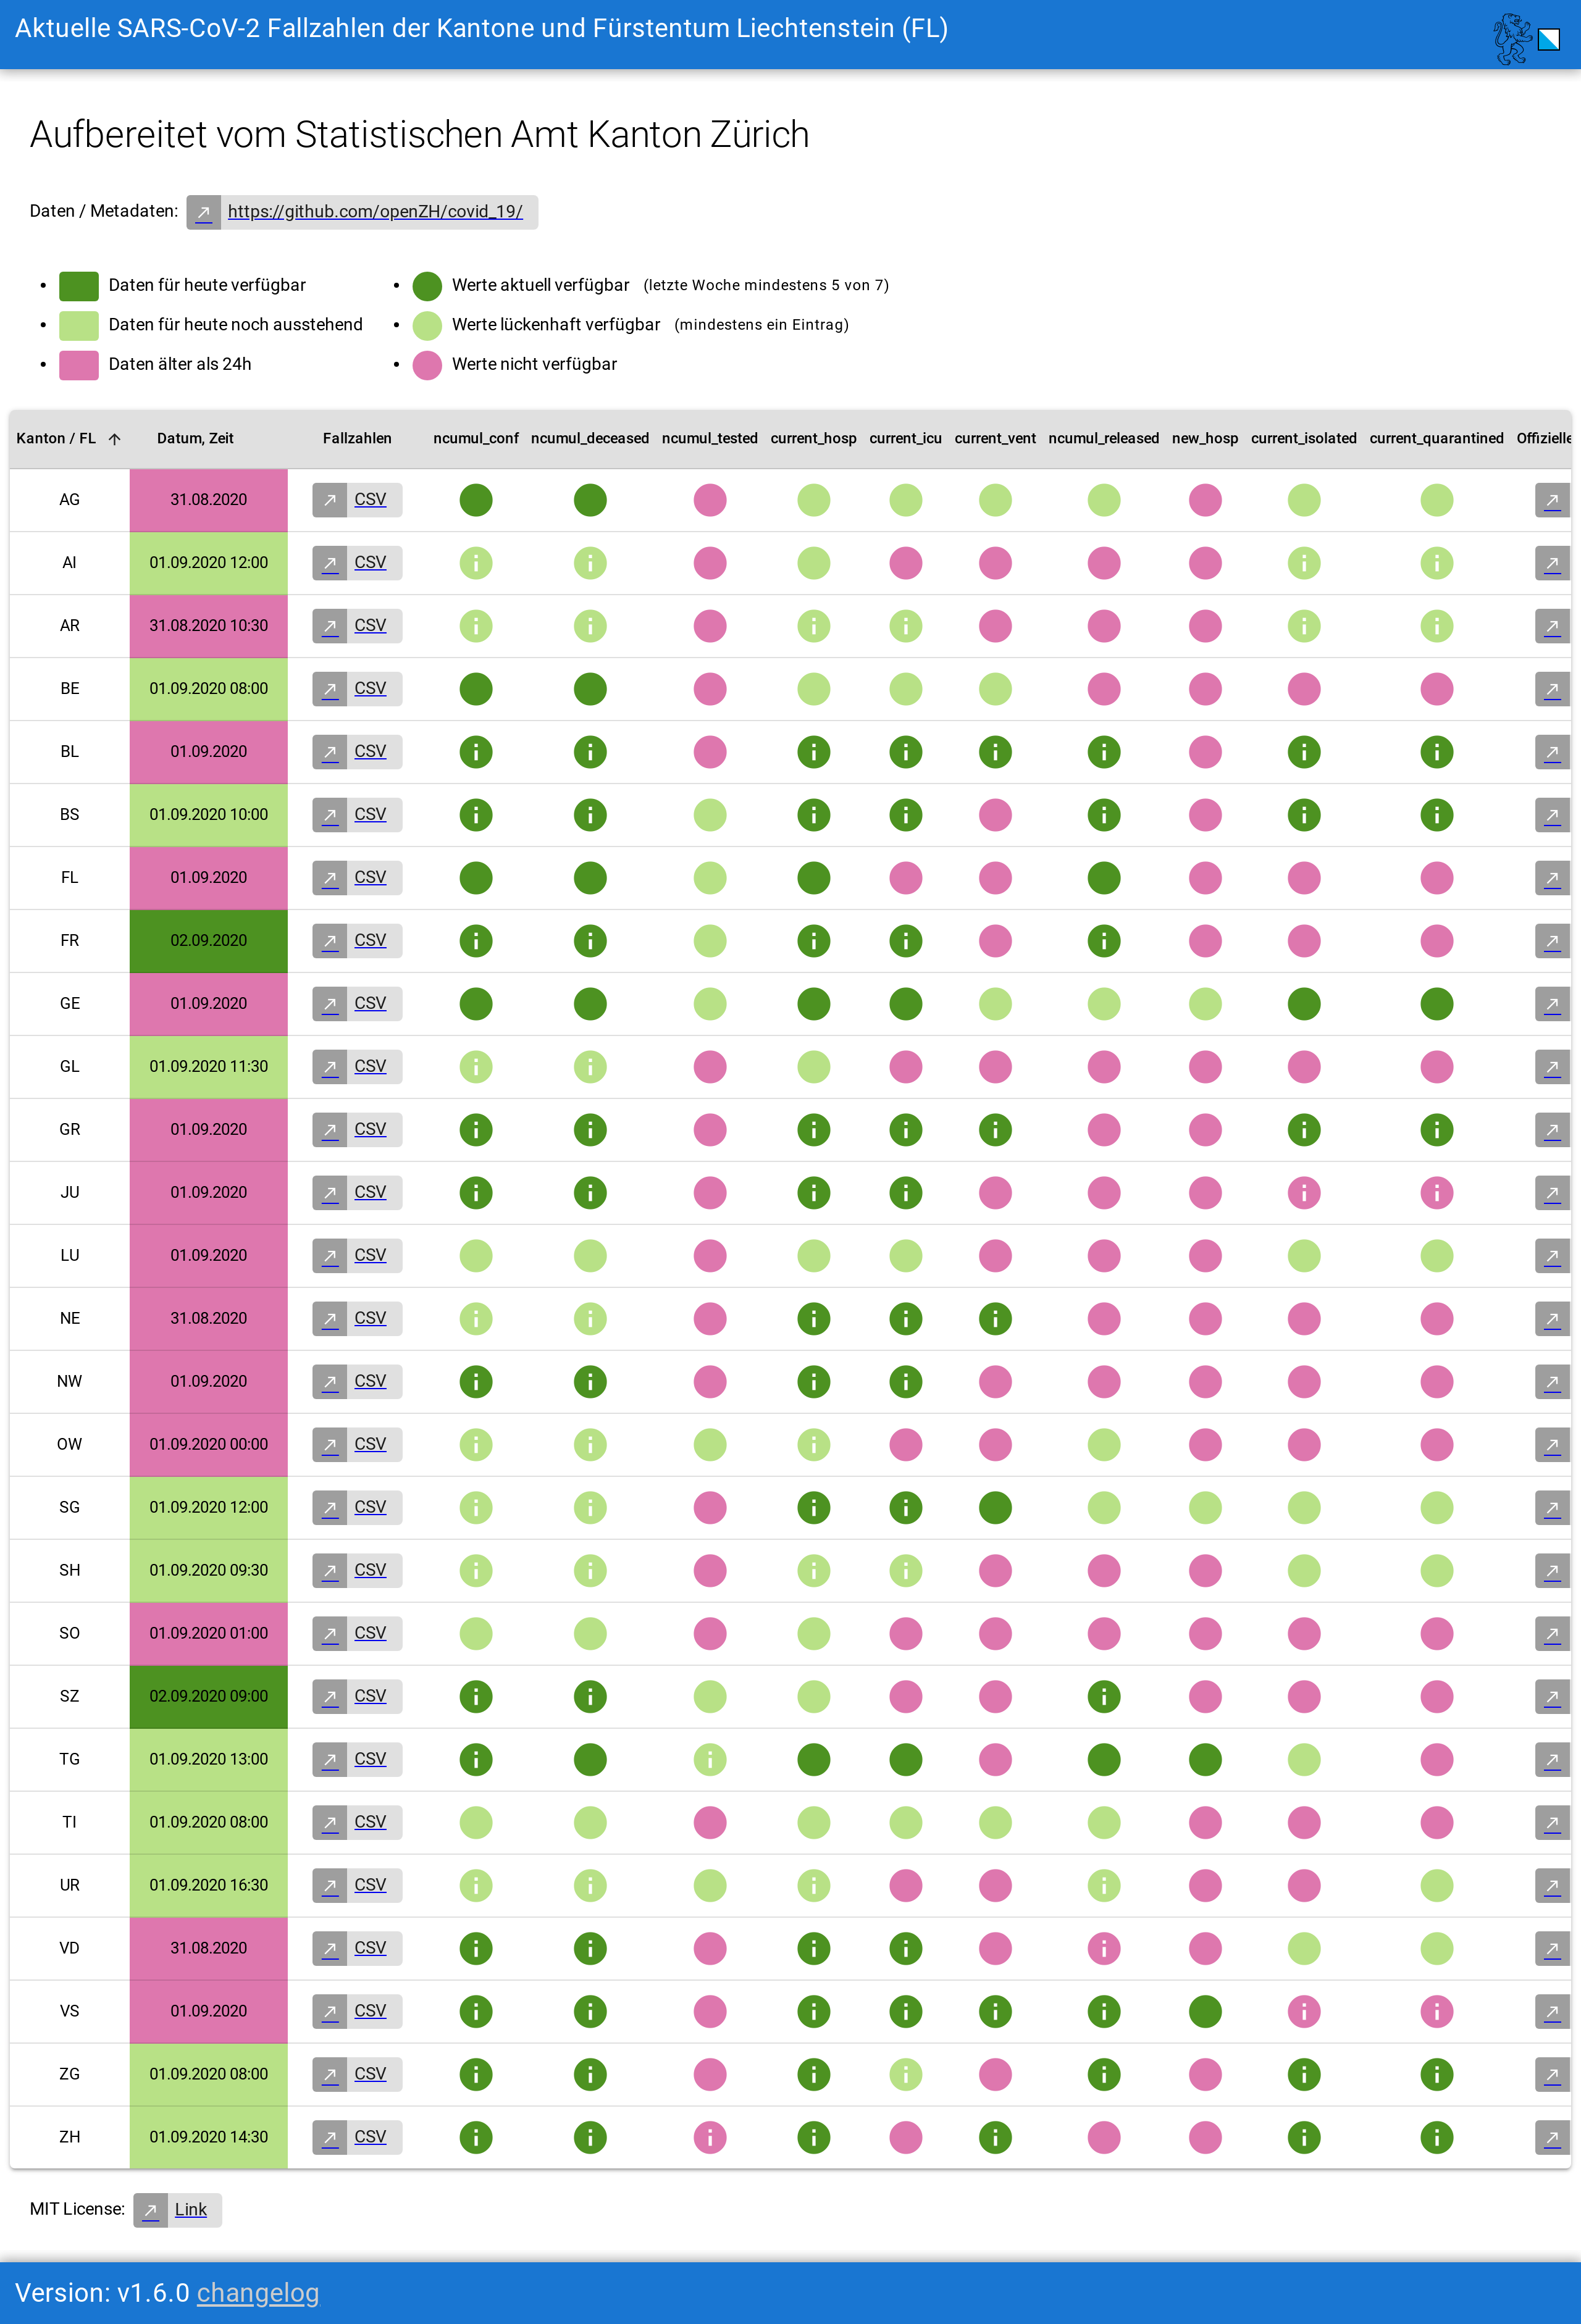 Aktuelle SARS-CoV-2 Fallzahlen der Kantone und Fürstentum Liechtenstein (FL)
Aufbereitet vom Statistischen Amt Kanton Zürich
Daten / Metadaten: https://github.com/openZH/covid_19/
Daten für heute verfügbar
Daten für heute noch ausstehend
Daten älter als 24h
Werte aktuell verfügbar (letzte Woche mindestens 5 von 7)
Werte lückenhaft verfügbar (mindestens ein Eintrag)
Werte nicht verfügbar
Kanton / FL Datum, Zeit Fallzahlen ncumul_conf ncumul_deceased ncumul_tested current_hosp current_icu current_vent ncumul_released new_hosp current_isolated current_quarantined Offizielle
AG 31.08.2020 CSV
AI 01.09.2020 12:00 CSV
AR 31.08.2020 10:30 CSV
BE 01.09.2020 08:00 CSV
BL 01.09.2020 CSV
BS 01.09.2020 10:00 CSV
FL 01.09.2020 CSV
FR 02.09.2020 CSV
GE 01.09.2020 CSV
GL 01.09.2020 11:30 CSV
GR 01.09.2020 CSV
JU 01.09.2020 CSV
LU 01.09.2020 CSV
NE 31.08.2020 CSV
NW 01.09.2020 CSV
OW 01.09.2020 00:00 CSV
SG 01.09.2020 12:00 CSV
SH 01.09.2020 09:30 CSV
SO 01.09.2020 01:00 CSV
SZ 02.09.2020 09:00 CSV
TG 01.09.2020 13:00 CSV
TI 01.09.2020 08:00 CSV
UR 01.09.2020 16:30 CSV
VD 31.08.2020 CSV
VS 01.09.2020 CSV
ZG 01.09.2020 08:00 CSV
ZH 01.09.2020 14:30 CSV
MIT License: Link
Version: v1.6.0 changelog